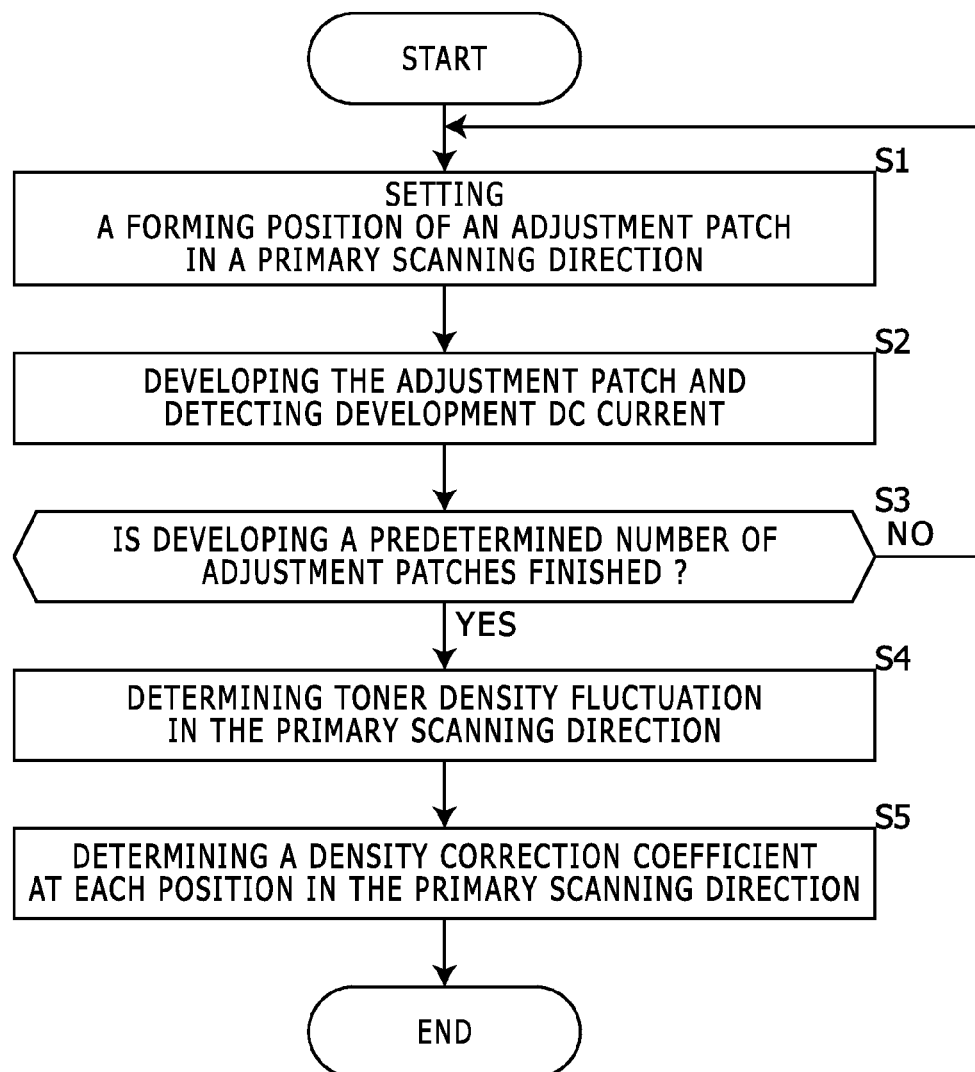 START
S1
SETTING
A FORMING POSITION OF AN ADJUSTMENT PATCH
IN A PRIMARY SCANNING DIRECTION
S2
DEVELOPING THE ADJUSTMENT PATCH AND
DETECTING DEVELOPMENT DC CURRENT
S3
IS DEVELOPING A PREDETERMINED NUMBER OF
ADJUSTMENT PATCHES FINISHED ?
NO
YES
S4
DETERMINING TONER DENSITY FLUCTUATION
IN THE PRIMARY SCANNING DIRECTION
S5
DETERMINING A DENSITY CORRECTION COEFFICIENT
AT EACH POSITION IN THE PRIMARY SCANNING DIRECTION
END